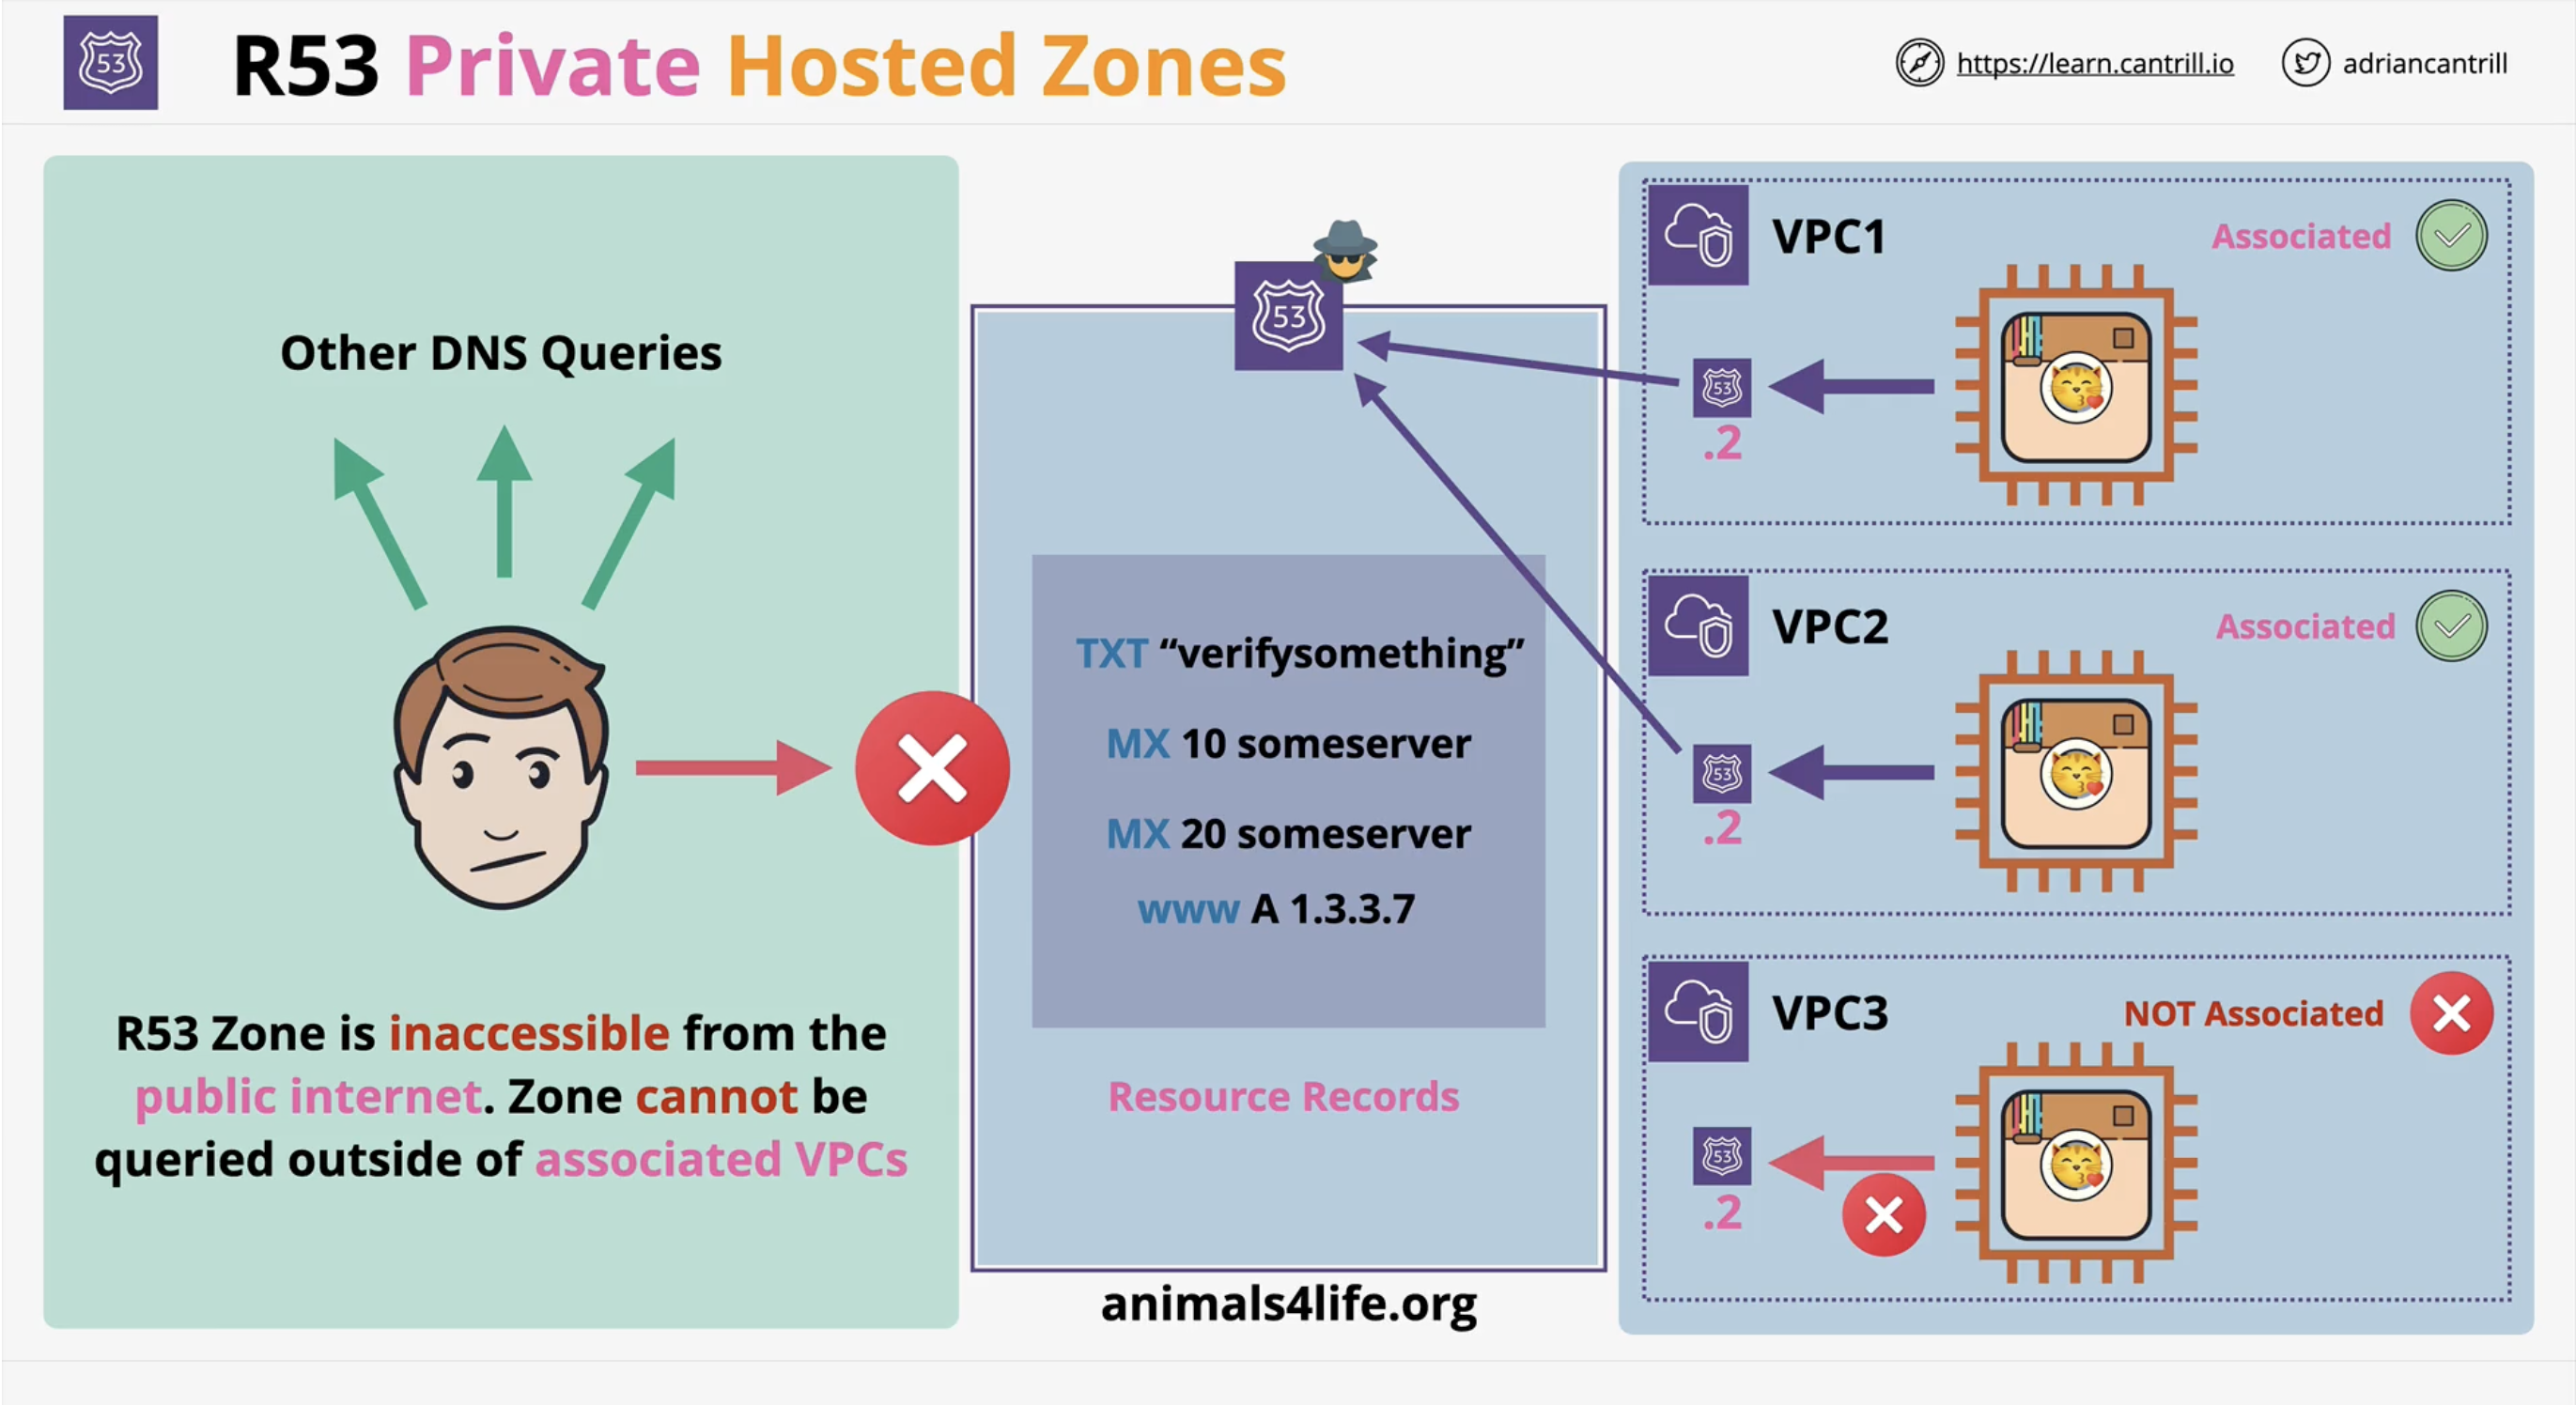 53
R53 Private Hosted Zones
https://learn.cantrill.io
adriancantrill
Other DNS Queries
R53 Zone is inaccessible from the
public internet. Zone cannot be
queried outside of associated VPCs
53
TXT “verifysomething”
MX 10 someserver
MX 20 someserver
www A 1.3.3.7
Resource Records
animals4life.org
VPC1
Associated
53
.2
VPC2
Associated
53
.2
VPC3
NOT Associated
53
.2